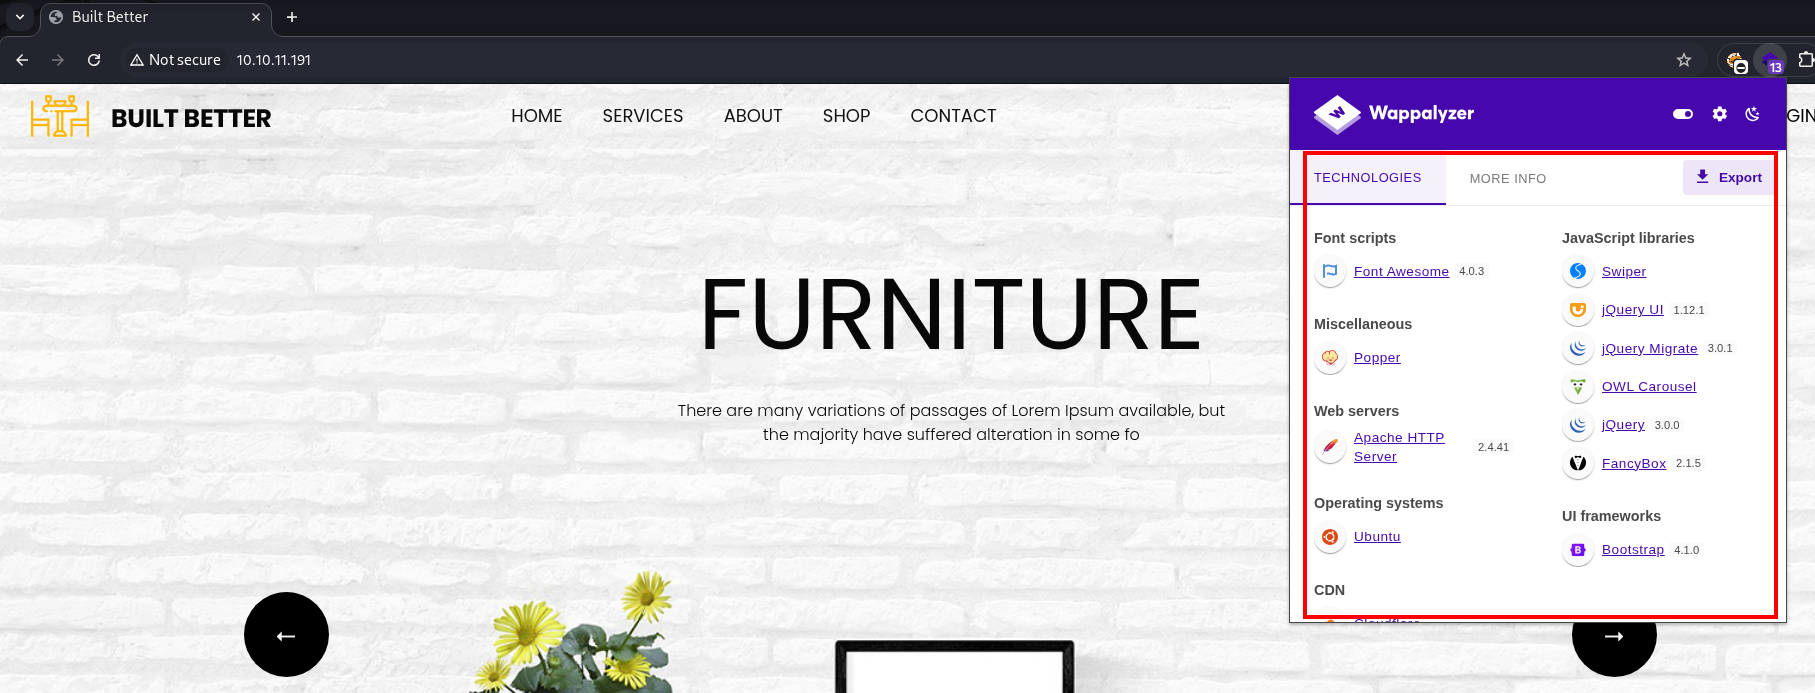 Built Better
Not secure
10.10.11.191
13
BUILT BETTER
HOME
SERVICES
ABOUT
SHOP
CONTACT
GIN
FURNITURE
There are many variations of passages of Lorem Ipsum available, but
the majority have suffered alteration in some fo
Wappalyzer
TECHNOLOGIES
MORE INFO
Export
Font scripts
Font Awesome 4.0.3
Miscellaneous
Popper
Web servers
Apache HTTP
Server
2.4.41
Operating systems
Ubuntu
CDN
Cloudflare
JavaScript libraries
Swiper
jQuery UI 1.12.1
jQuery Migrate 3.0.1
OWL Carousel
jQuery 3.0.0
FancyBox 2.1.5
UI frameworks
Bootstrap 4.1.0